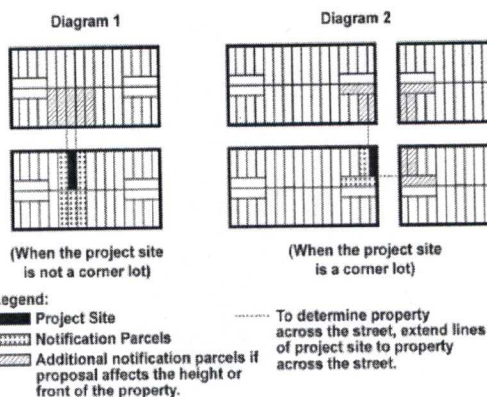 Diagram 1
Diagram 2
(When the project site
is not a corner lot)
(When the project site
is a corner lot)
egend:
Project Site
Notification Parcels
Additional notification parcels if
proposal affects the height or
front of the property.
To determine property
across the street, extend lines
of project site to property
across the street.